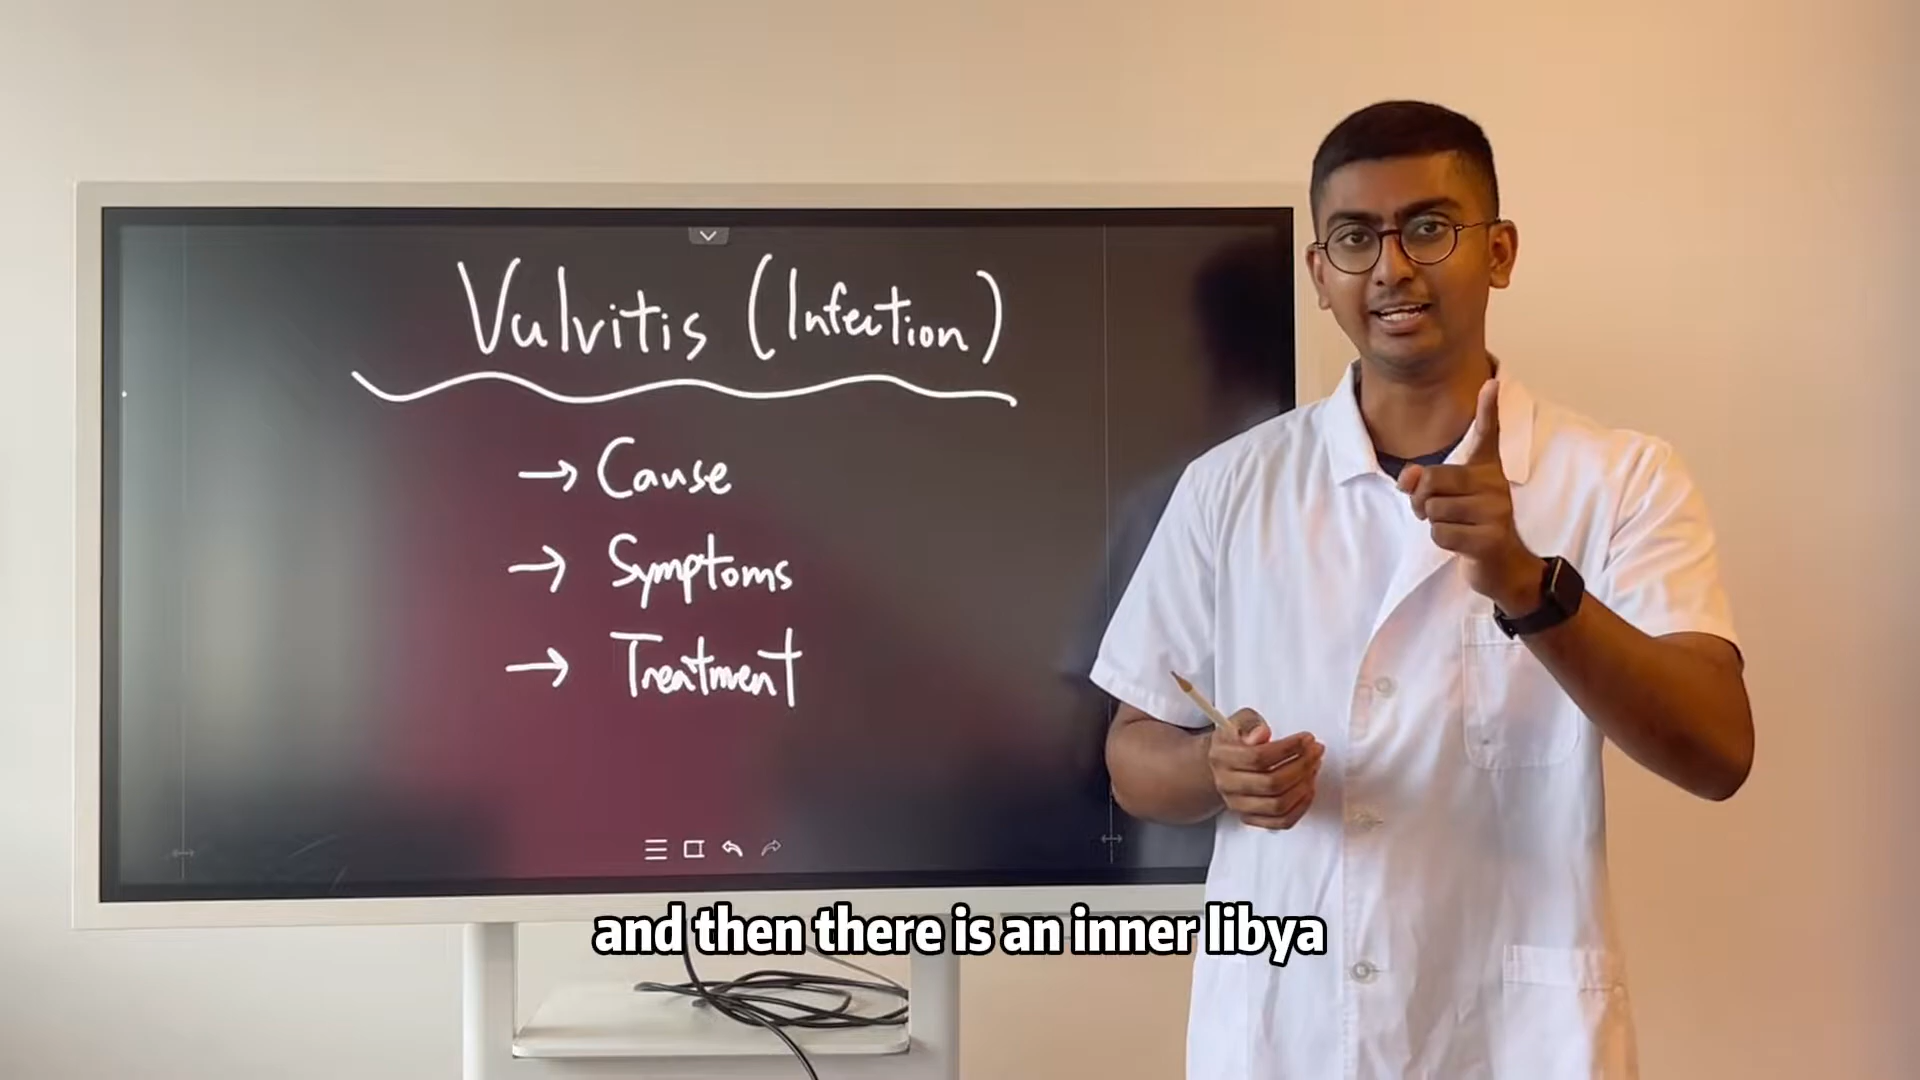 Vulvitis (Infection)
→ Cause
→ Symptoms
→ Treatment
and then there is an inner libya